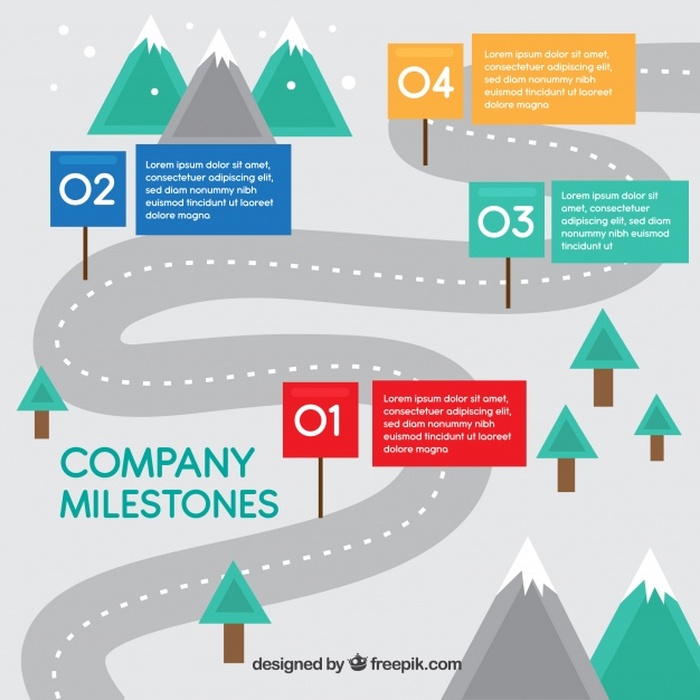 04
Lorem ipsum dolor sit amet,
consectetuer adipiscing elit,
sed diam nonummy nibh
euismod tincidunt ut laoreet
dolore magna
02
Lorem ipsum dolor sit amet,
consectetuer adipiscing elit,
sed diam nonummy nibh
euismod tincidunt ut laoreet
dolore magna
03
Lorem ipsum dolor sit
amet, consectetuer
adipiscing elit, sed diam
nonummy nibh euismod
tincidunt ut
01
Lorem ipsum dolor sit amet,
consectetuer adipiscing elit,
sed diam nonummy nibh
euismod tincidunt ut laoreet
dolore magna
COMPANY
MILESTONES
designed by freepik.com